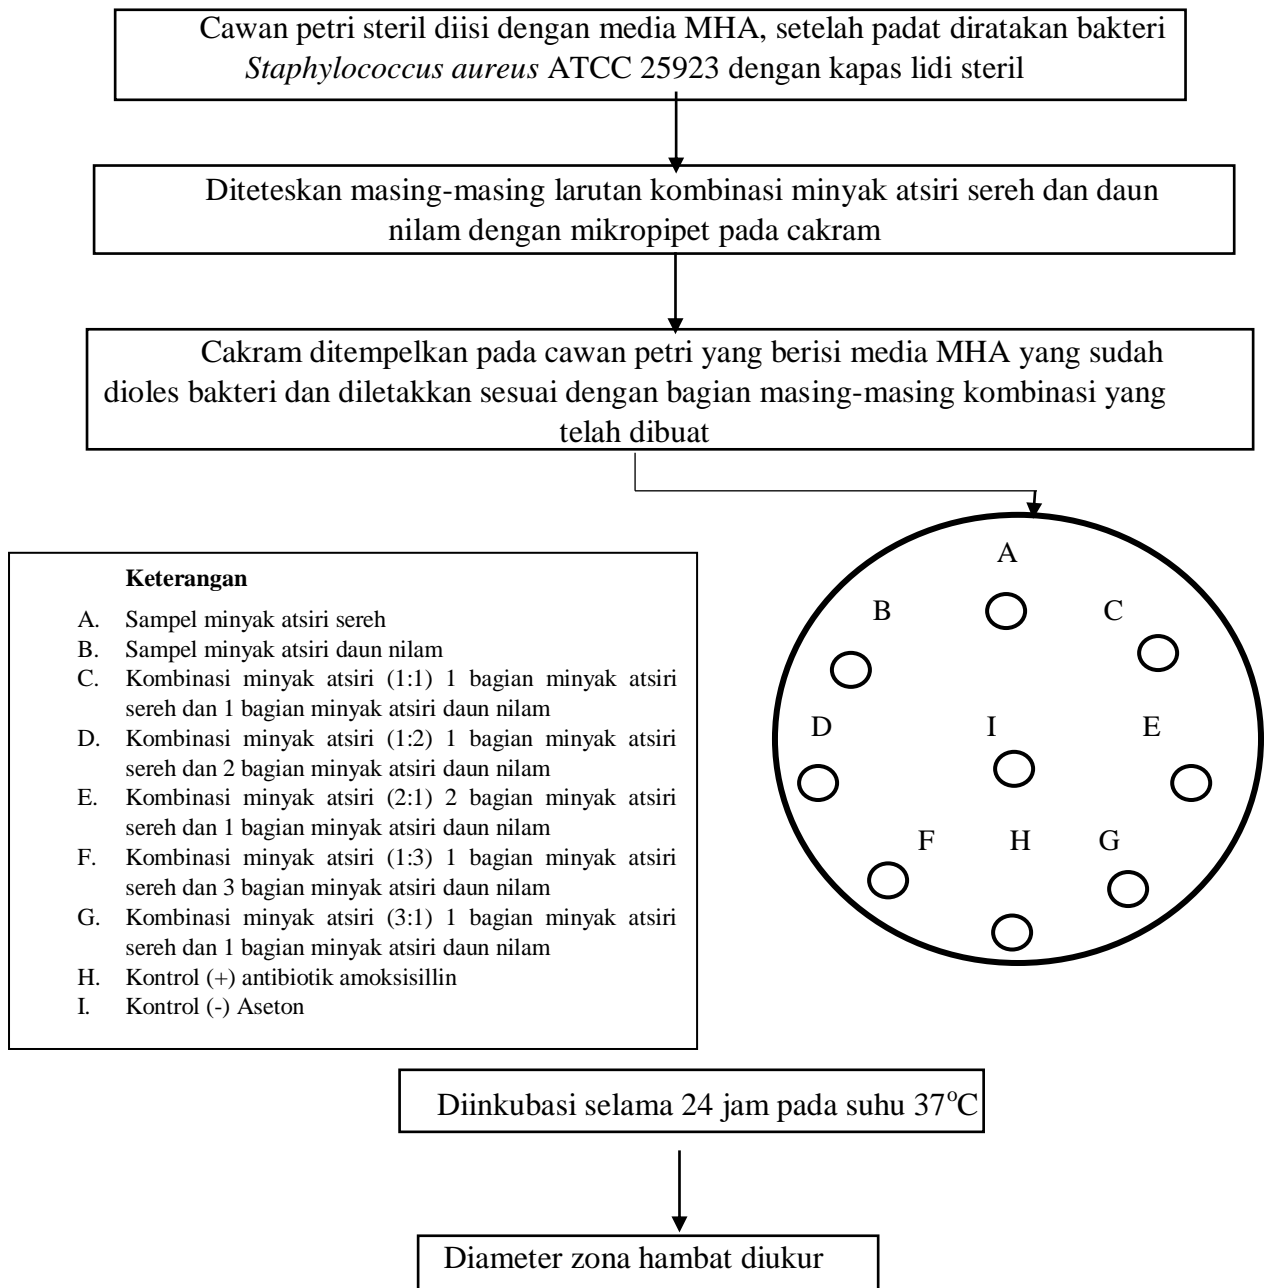 Cawan petri steril diisi dengan media MHA, setelah padat diratakan bakteri
Staphylococcus aureus ATCC 25923 dengan kapas lidi steril
Diteteskan masing-masing larutan kombinasi minyak atsiri sereh dan daun
nilam dengan mikropipet pada cakram
Cakram ditempelkan pada cawan petri yang berisi media MHA yang sudah
dioles bakteri dan diletakkan sesuai dengan bagian masing-masing kombinasi yang
telah dibuat
Keterangan
A. Sampel minyak atsiri sereh
B. Sampel minyak atsiri daun nilam
C. Kombinasi minyak atsiri (1:1) 1 bagian minyak atsiri
sereh dan 1 bagian minyak atsiri daun nilam
D. Kombinasi minyak atsiri (1:2) 1 bagian minyak atsiri
sereh dan 2 bagian minyak atsiri daun nilam
E. Kombinasi minyak atsiri (2:1) 2 bagian minyak atsiri
sereh dan 1 bagian minyak atsiri daun nilam
F. Kombinasi minyak atsiri (1:3) 1 bagian minyak atsiri
sereh dan 3 bagian minyak atsiri daun nilam
G. Kombinasi minyak atsiri (3:1) 1 bagian minyak atsiri
sereh dan 1 bagian minyak atsiri daun nilam
H. Kontrol (+) antibiotik amoksisillin
I. Kontrol (-) Aseton
A
B C
D I E
F H G
Diinkubasi selama 24 jam pada suhu 37°C
Diameter zona hambat diukur